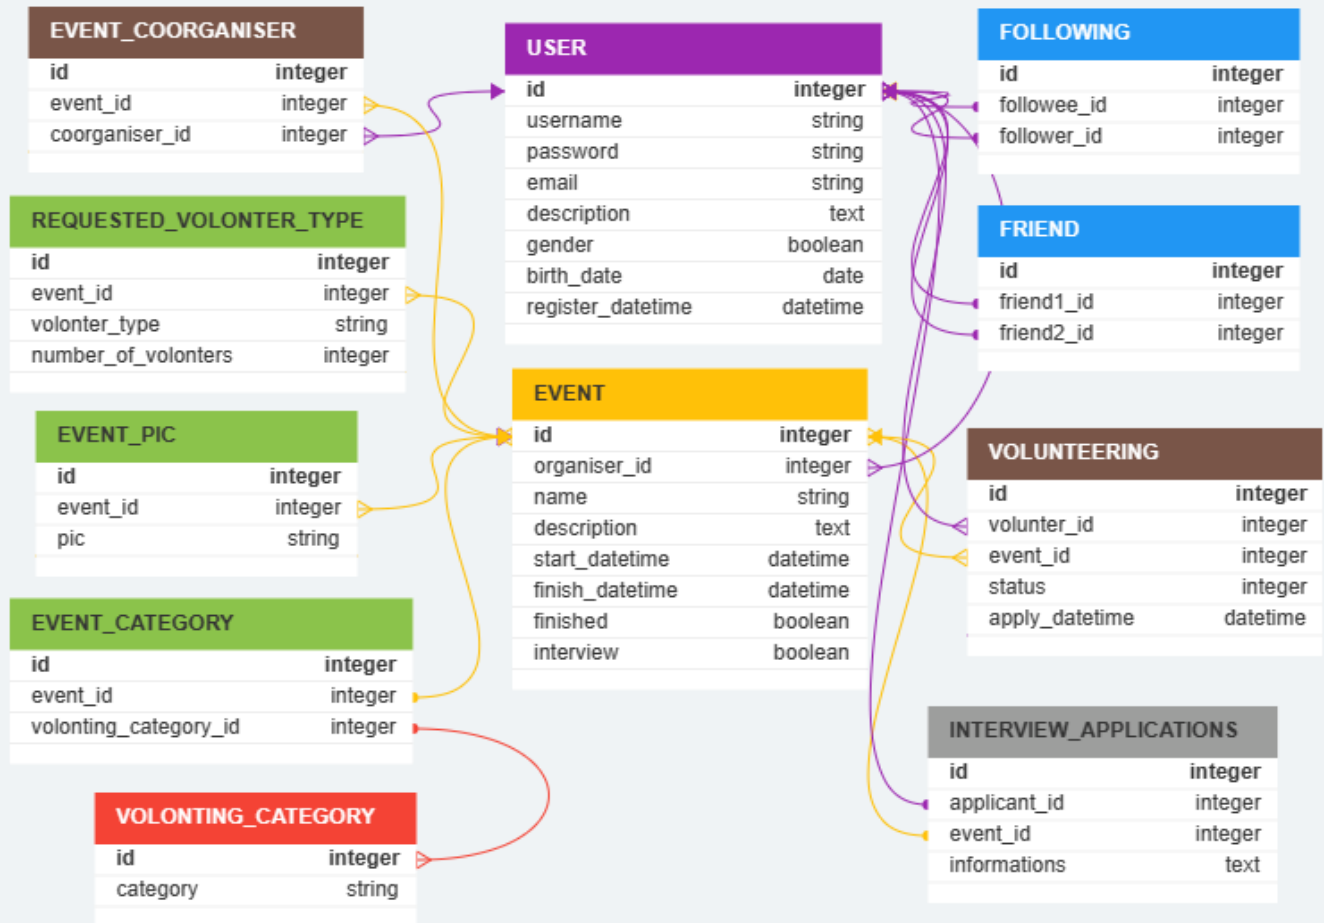 EVENT_COORGANISER
id integer
event_id integer
coorganiser_id integer
REQUESTED_VOLONTER_TYPE
id integer
event_id integer
volonter_type string
number_of_volonters integer
EVENT_PIC
id integer
event_id integer
pic string
EVENT_CATEGORY
id integer
event_id integer
volonting_category_id integer
VOLONTING_CATEGORY
id integer
category string
USER
id integer
username string
password string
email string
description text
gender boolean
birth_date date
register_datetime datetime
EVENT
id integer
organiser_id integer
name string
description text
start_datetime datetime
finish_datetime datetime
finished boolean
interview boolean
FOLLOWING
id integer
followee_id integer
follower_id integer
FRIEND
id integer
friend1_id integer
friend2_id integer
VOLUNTEERING
id integer
volunter_id integer
event_id integer
status integer
apply_datetime datetime
INTERVIEW_APPLICATIONS
id integer
applicant_id integer
event_id integer
informations text